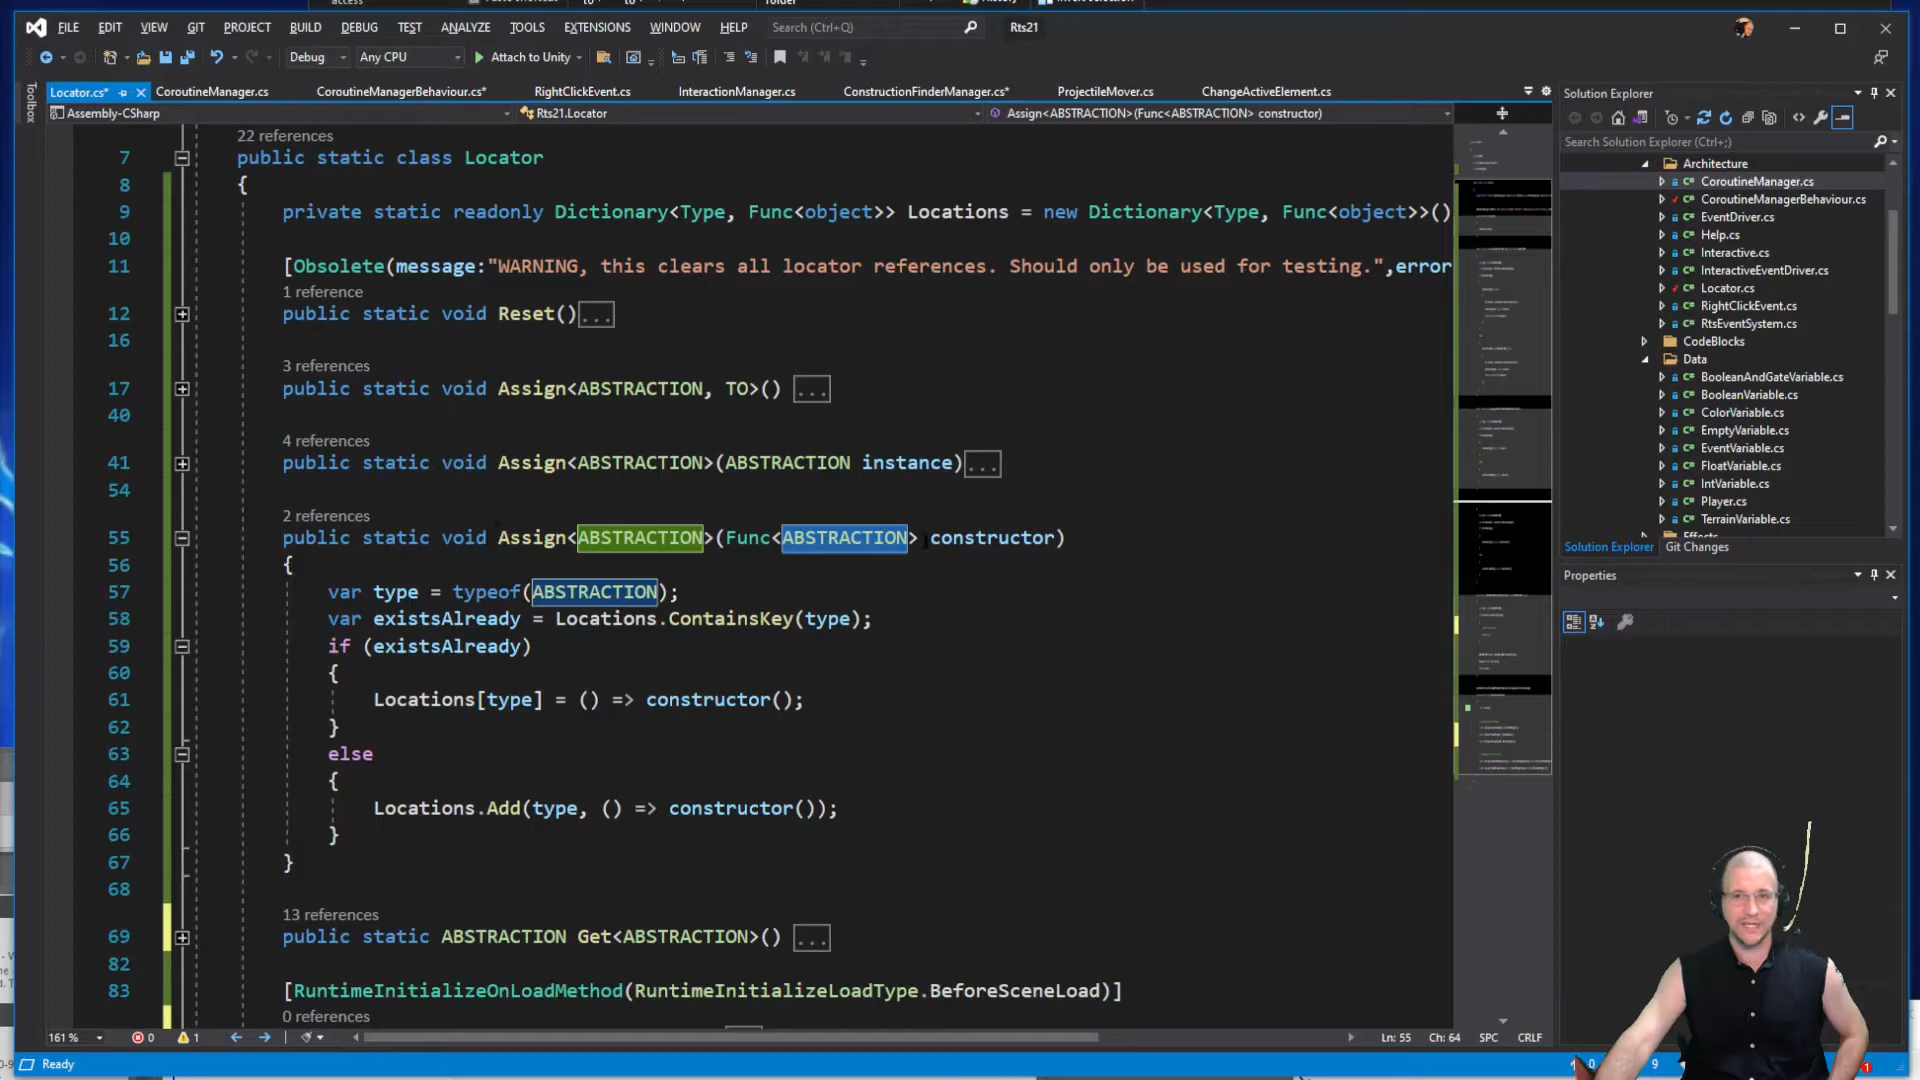 FILE EDIT VIEW GIT PROJECT BUILD DEBUG TEST ANALYZE TOOLS EXTENSIONS WINDOW HELP Search (Ctrl+Q) Rts21
Debug Any CPU Attach to Unity
Toolbox
Locator.cs* CoroutineManager.cs CoroutineManagerBehaviour.cs* RightClickEvent.cs InteractionManager.cs ConstructionFinderManager.cs* ProjectileMover.cs ChangeActiveElement.cs
Assembly-CSharp Rts21.Locator Assign<ABSTRACTION>(Func<ABSTRACTION> constructor)
22 references
7 public static class Locator
8 {
9 private static readonly Dictionary<Type, Func<object>> Locations = new Dictionary<Type, Func<object>>()
10
11 [Obsolete(message:"WARNING, this clears all locator references. Should only be used for testing.",error
1 reference
12 public static void Reset()...
16
3 references
17 public static void Assign<ABSTRACTION, TO>() ...
40
4 references
41 public static void Assign<ABSTRACTION>(ABSTRACTION instance)...
54
2 references
55 public static void Assign<ABSTRACTION>(Func<ABSTRACTION> constructor)
56 {
57 var type = typeof(ABSTRACTION);
58 var existsAlready = Locations.ContainsKey(type);
59 if (existsAlready)
60 {
61 Locations[type] = () => constructor();
62 }
63 else
64 {
65 Locations.Add(type, () => constructor());
66 }
67 }
68
13 references
69 public static ABSTRACTION Get<ABSTRACTION>() ...
82
83 [RuntimeInitializeOnLoadMethod(RuntimeInitializeLoadType.BeforeSceneLoad)]
0 references
161 % 0 1 Ln: 55 Ch: 64 SPC CRLF
Ready
Solution Explorer
Search Solution Explorer (Ctrl+;)
Architecture
CoroutineManager.cs
CoroutineManagerBehaviour.cs
EventDriver.cs
Help.cs
Interactive.cs
InteractiveEventDriver.cs
Locator.cs
RightClickEvent.cs
RtsEventSystem.cs
CodeBlocks
Data
BooleanAndGateVariable.cs
BooleanVariable.cs
ColorVariable.cs
EmptyVariable.cs
EventVariable.cs
FloatVariable.cs
IntVariable.cs
Player.cs
TerrainVariable.cs
Solution Explorer Git Changes
Properties
0 9 1